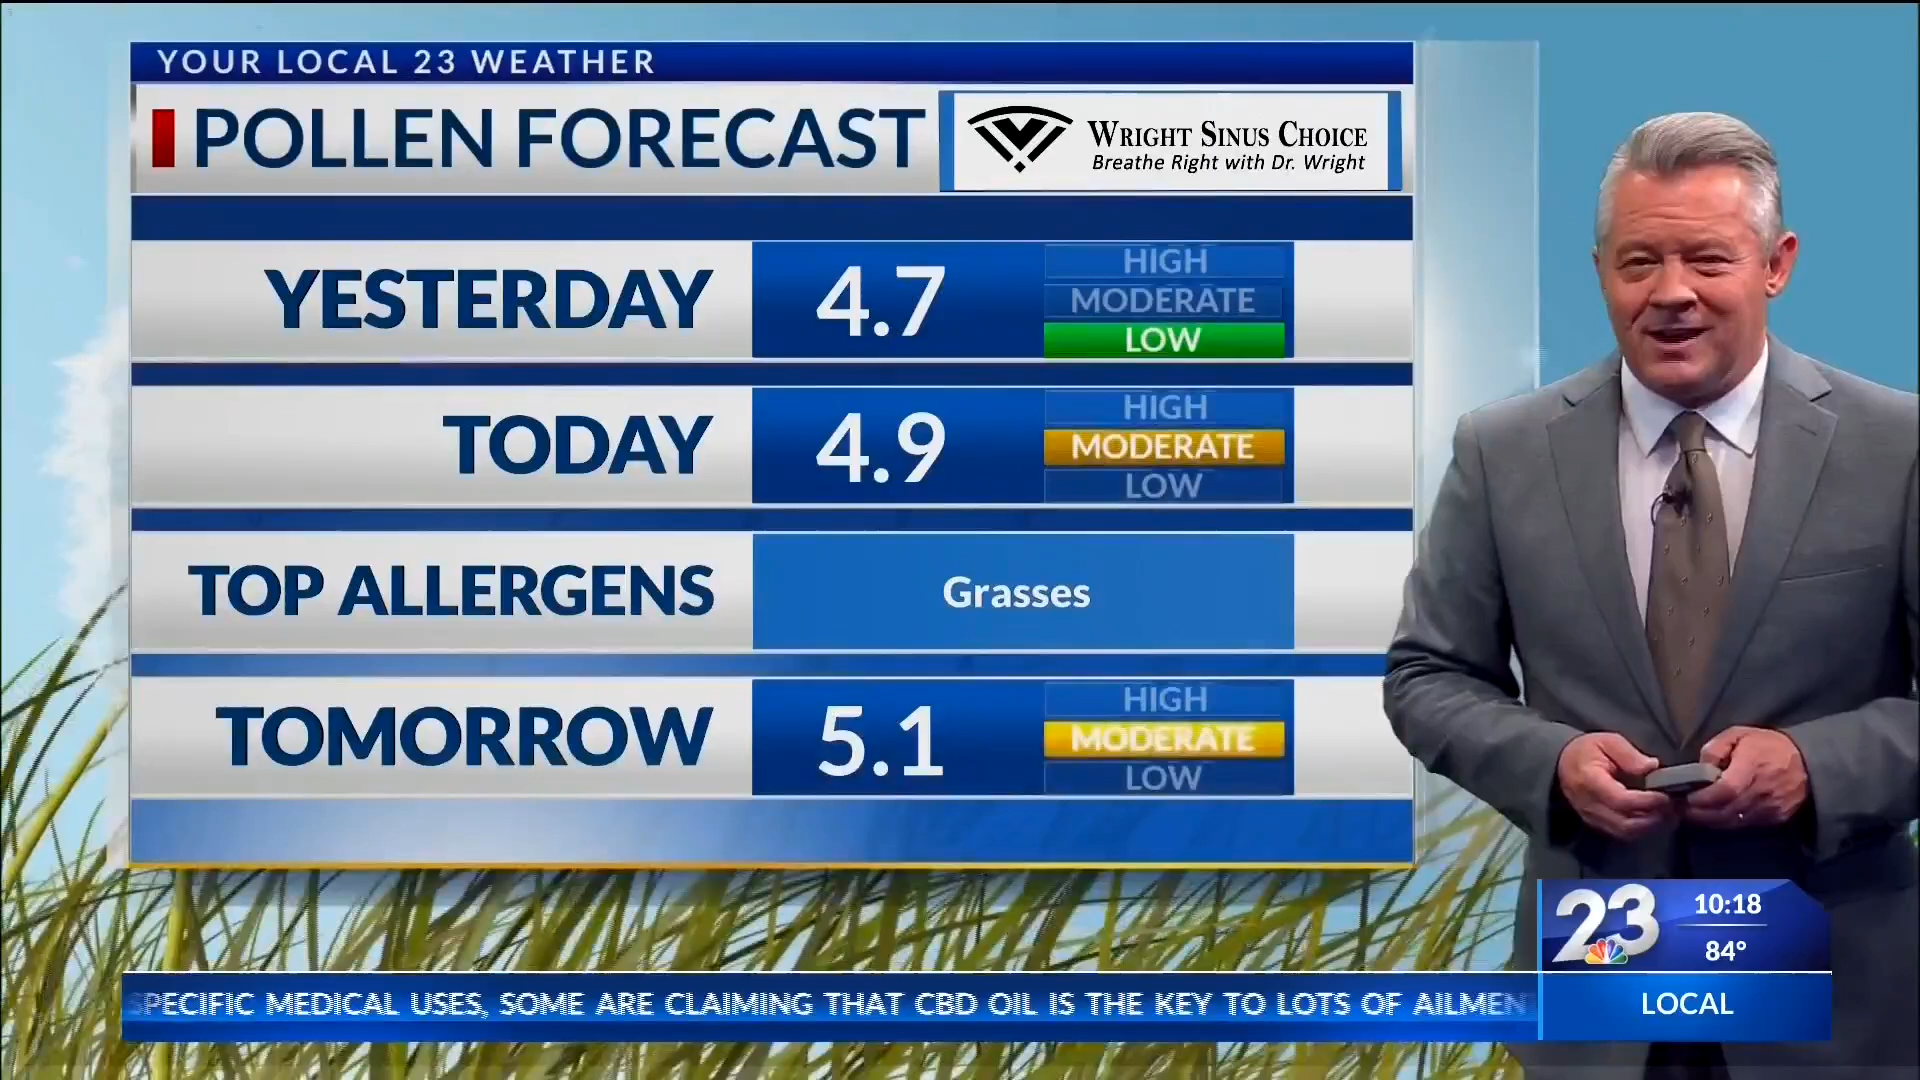 YOUR LOCAL 23 WEATHER
POLLEN FORECAST
WRIGHT SINUS CHOICE
Breathe Right with Dr. Wright
YESTERDAY
4.7
HIGH
MODERATE
LOW
TODAY
4.9
HIGH
MODERATE
LOW
TOP ALLERGENS
Grasses
TOMORROW
5.1
HIGH
MODERATE
LOW
23
10:18
84°
SPECIFIC MEDICAL USES, SOME ARE CLAIMING THAT CBD OIL IS THE KEY TO LOTS OF AILMEN
LOCAL